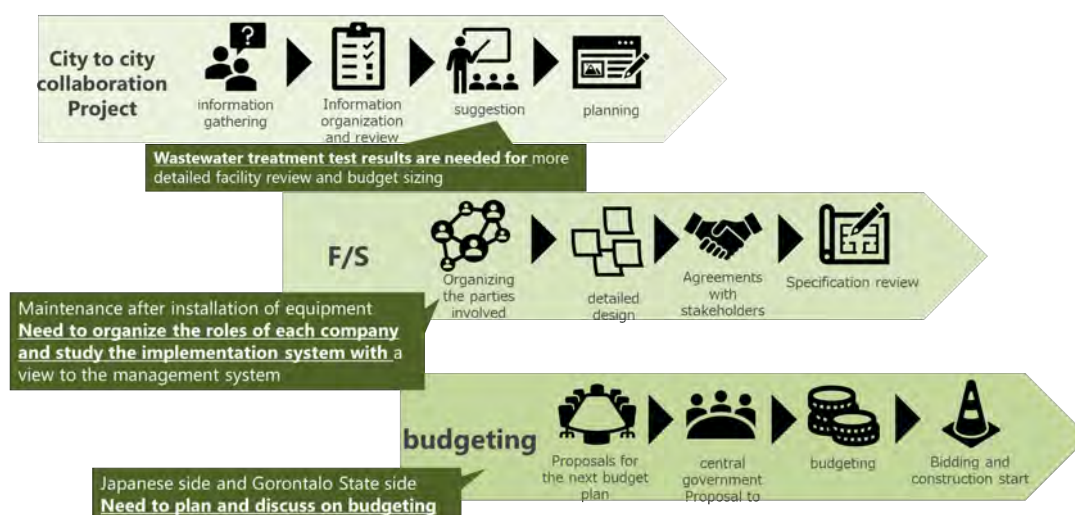 City to city
collaboration
Project
?
information
gathering
Information
organization
and review
suggestion
planning
Wastewater treatment test results are needed for more
detailed facility review and budget sizing
F/S
Organizing
the parties
involved
detailed
design
Agreements
with
stakeholders
Specification review
Maintenance after installation of equipment
Need to organize the roles of each company
and study the implementation system with a
view to the management system
budgeting
Proposals for
the next budget
plan
central
government
Proposal to
budgeting
Bidding and
construction start
Japanese side and Gorontalo State side
Need to plan and discuss on budgeting